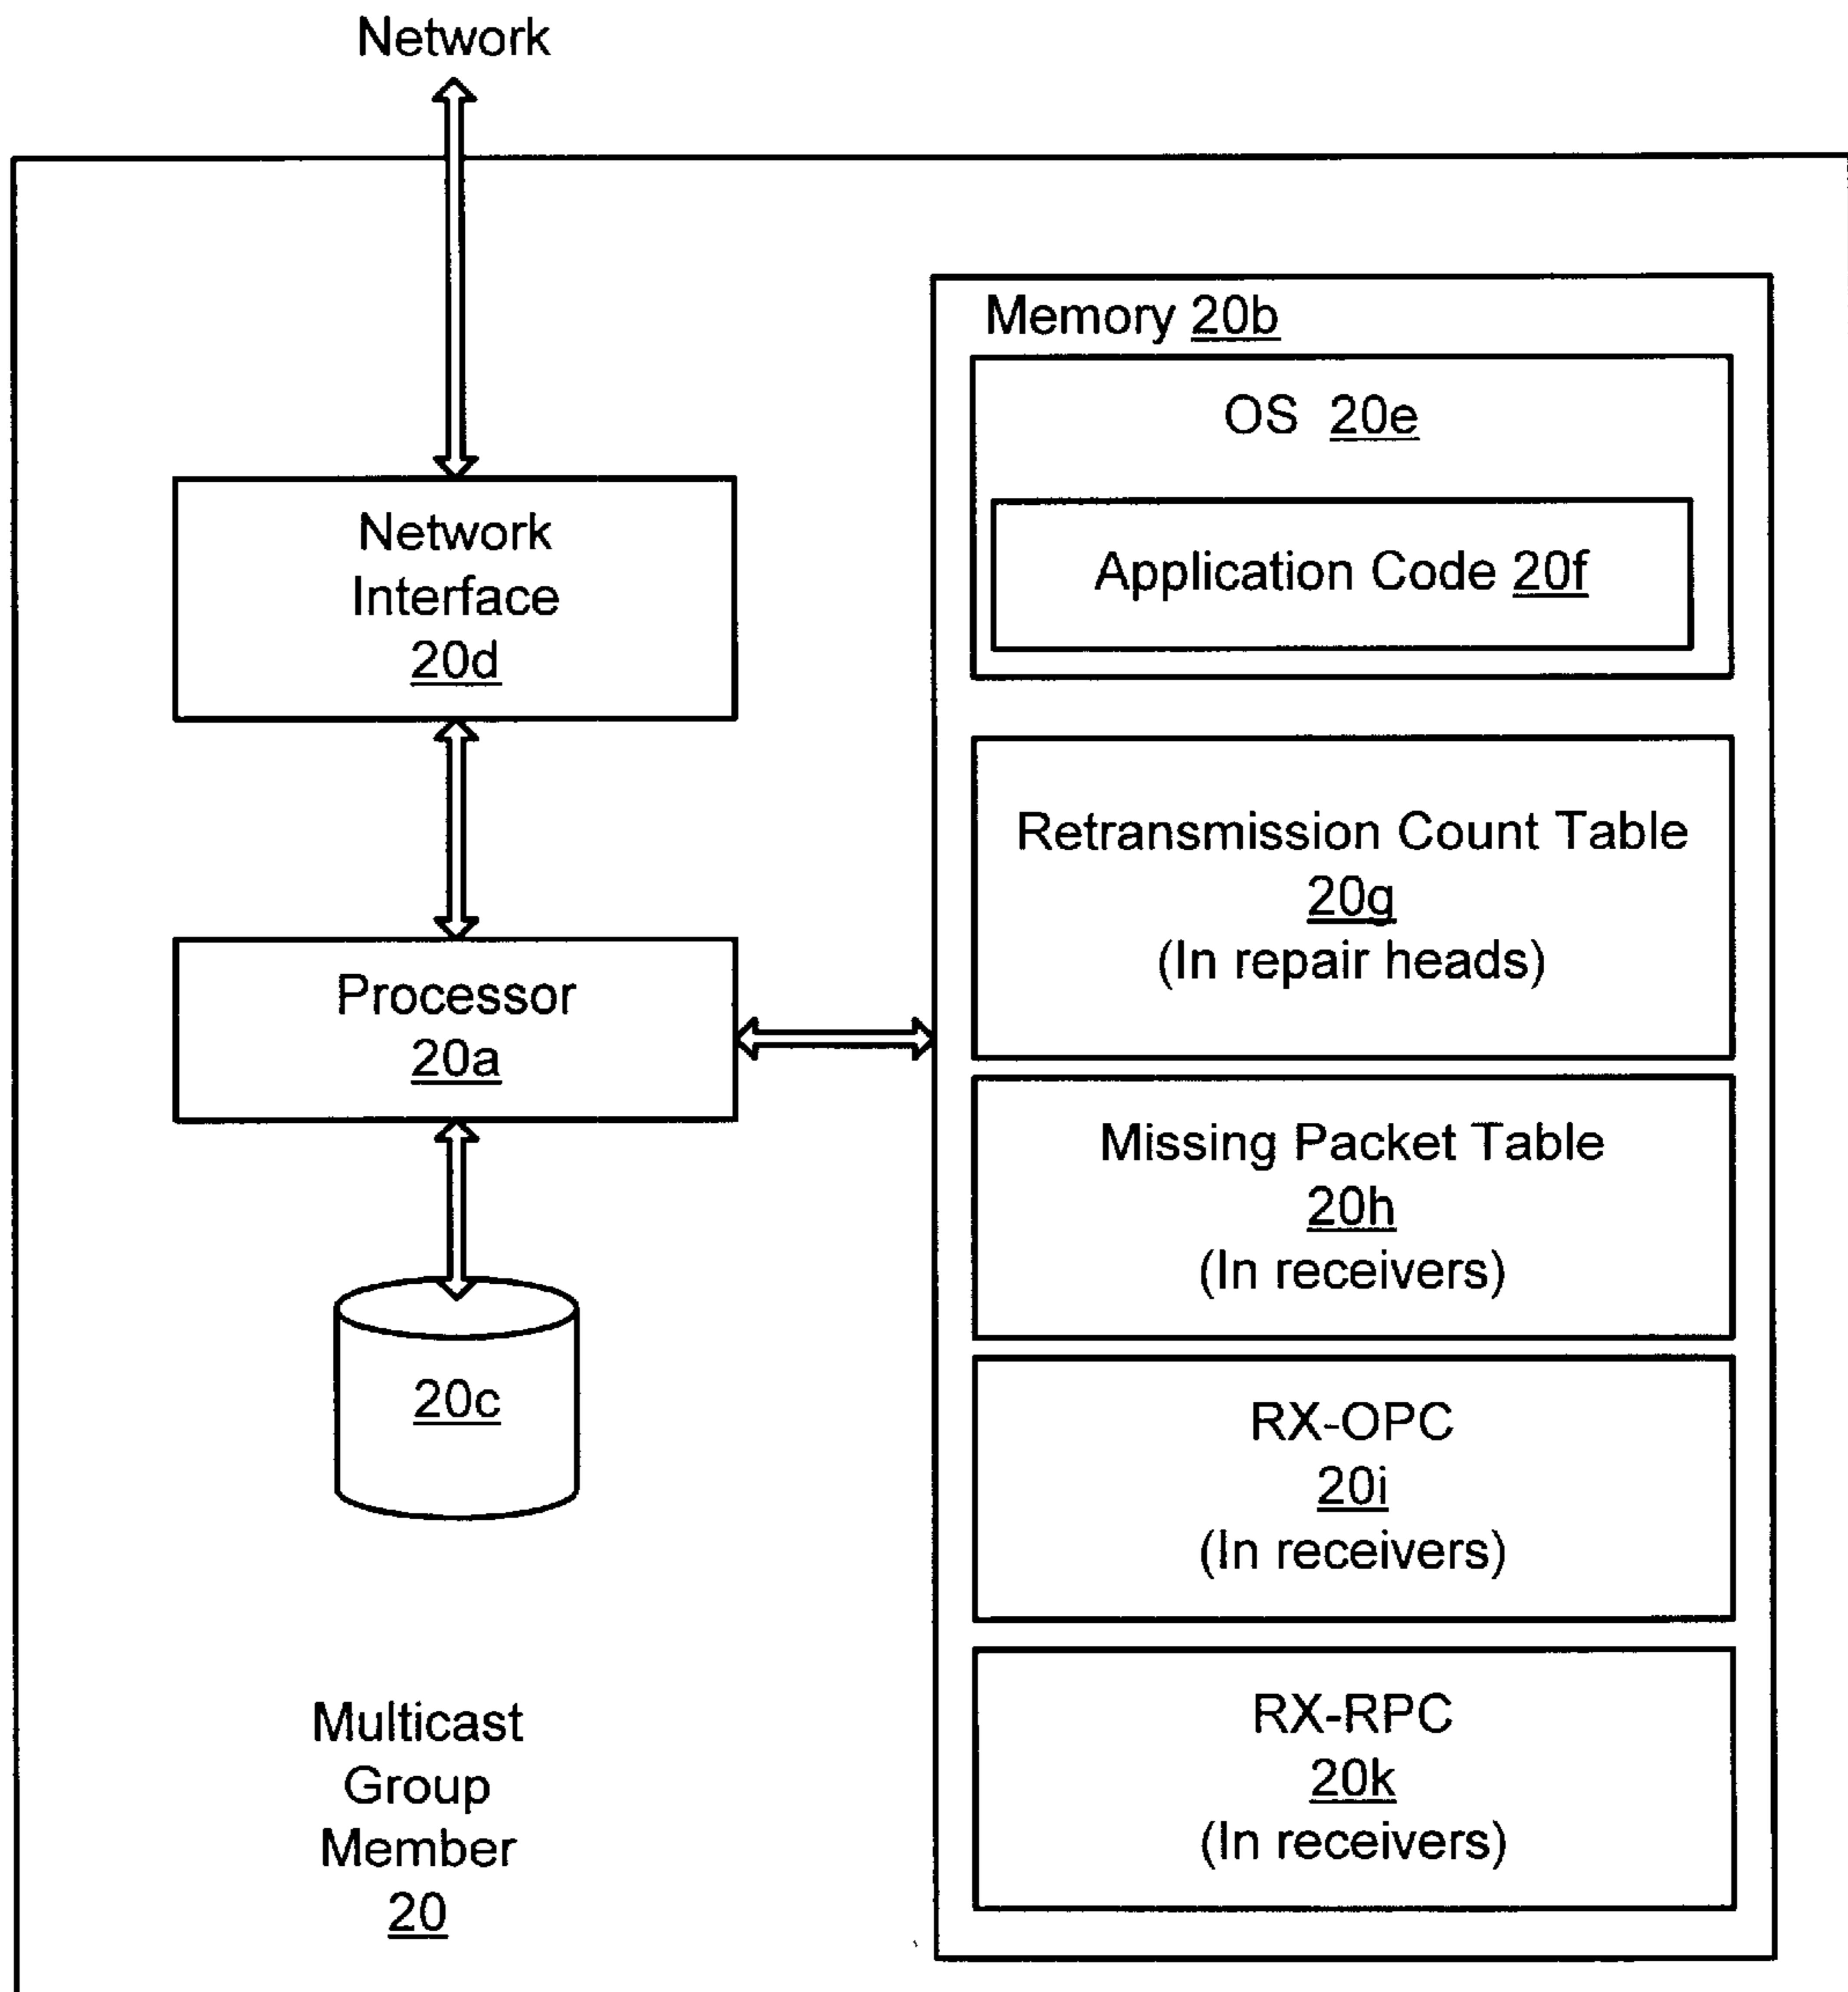 Network
Network
Interface
20d
Processor
20a
20c
Multicast
Group
Member
20
Memory 20b
OS 20e
Application Code 20f
Retransmission Count Table
20g
(In repair heads)
Missing Packet Table
20h
(In receivers)
RX-OPC
20i
(In receivers)
RX-RPC
20k
(In receivers)